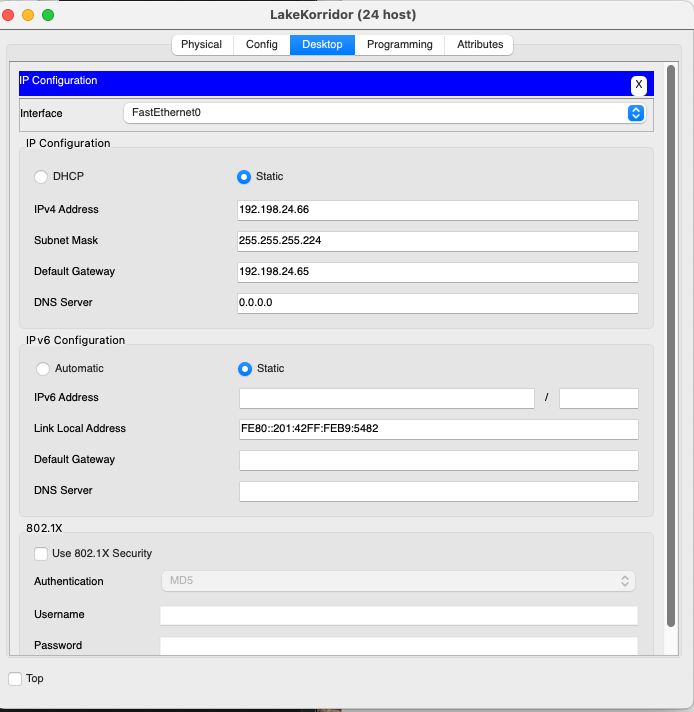 LakeKorridor (24 host)
Physical Config Desktop Programming Attributes
IP Configuration X
Interface FastEthernet0
IP Configuration
DHCP Static
IPv4 Address 192.198.24.66
Subnet Mask 255.255.255.224
Default Gateway 192.198.24.65
DNS Server 0.0.0.0
IPv6 Configuration
Automatic Static
IPv6 Address /
Link Local Address FE80::201:42FF:FEB9:5482
Default Gateway
DNS Server
802.1X
Use 802.1X Security
Authentication MD5
Username
Password
Top